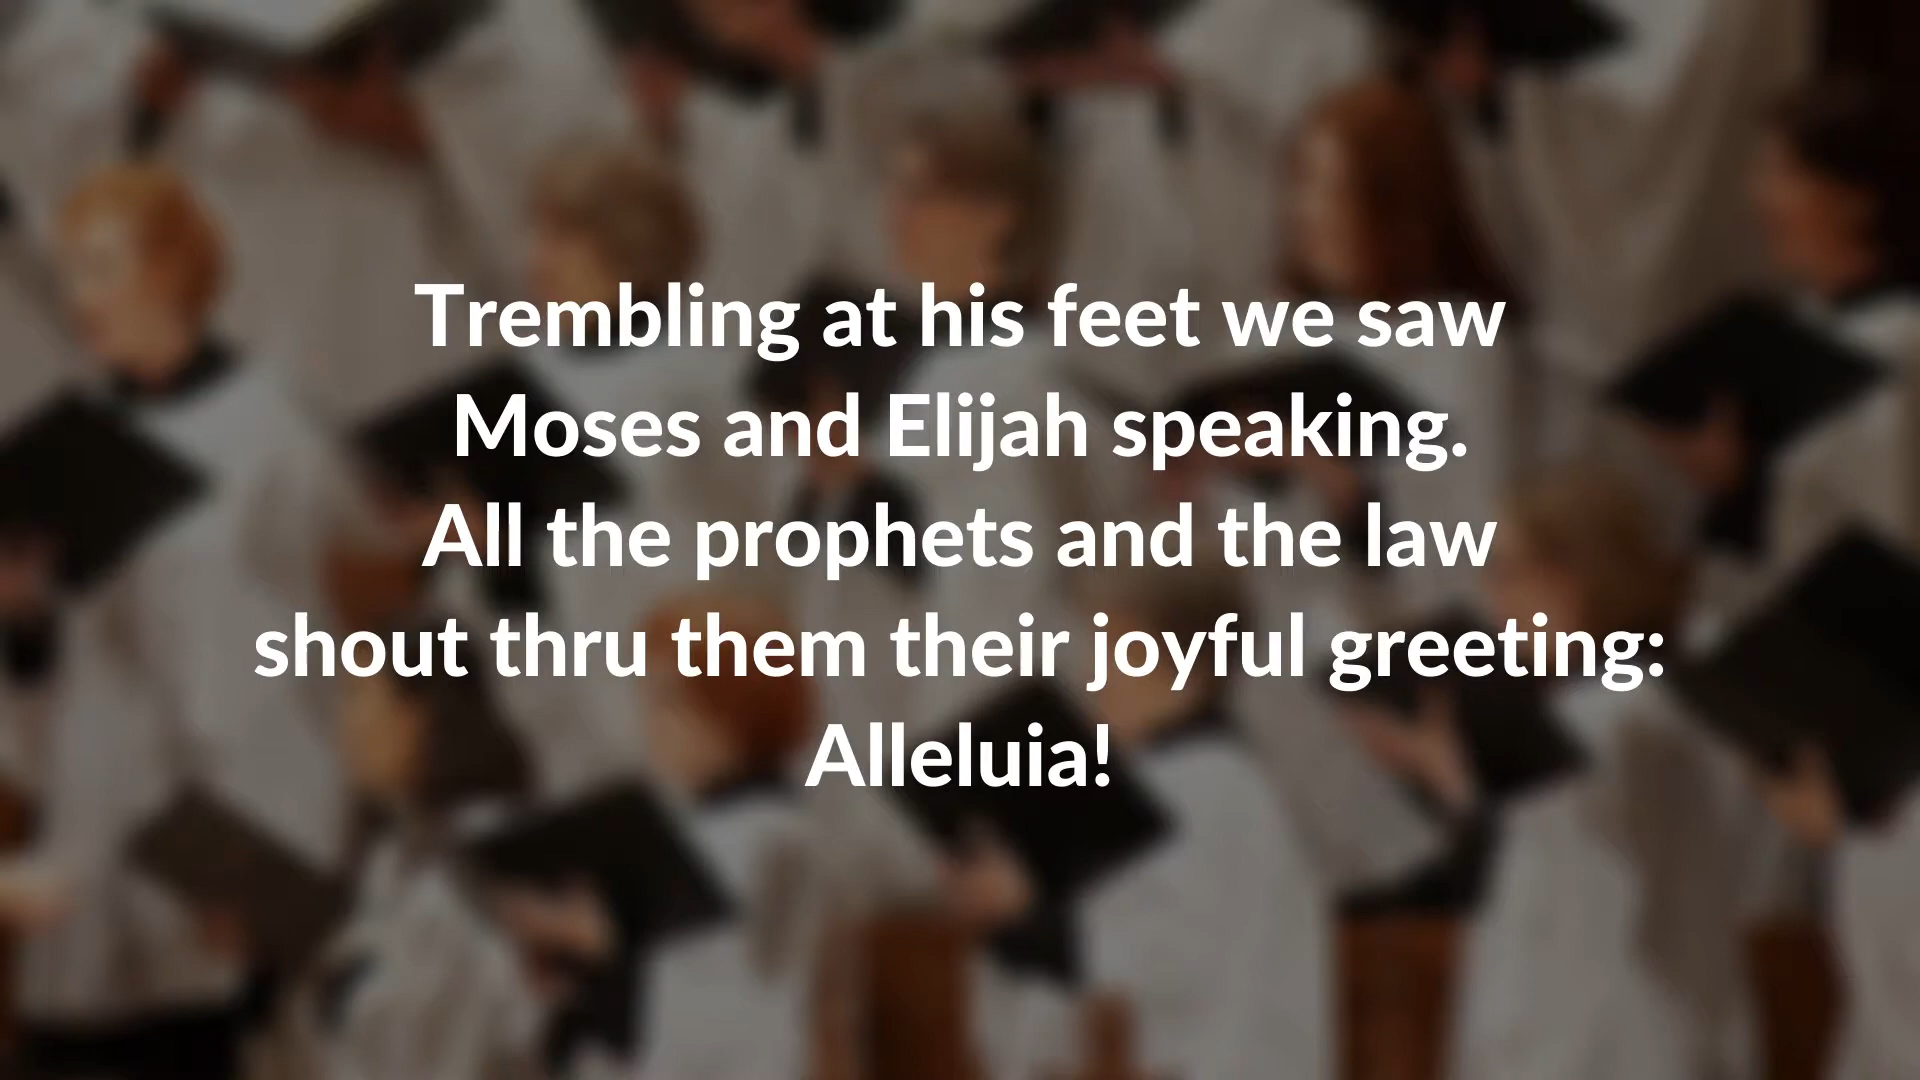 Trembling at his feet we saw
Moses and Elijah speaking.
All the prophets and the law
shout thru them their joyful greeting:
Alleluia!